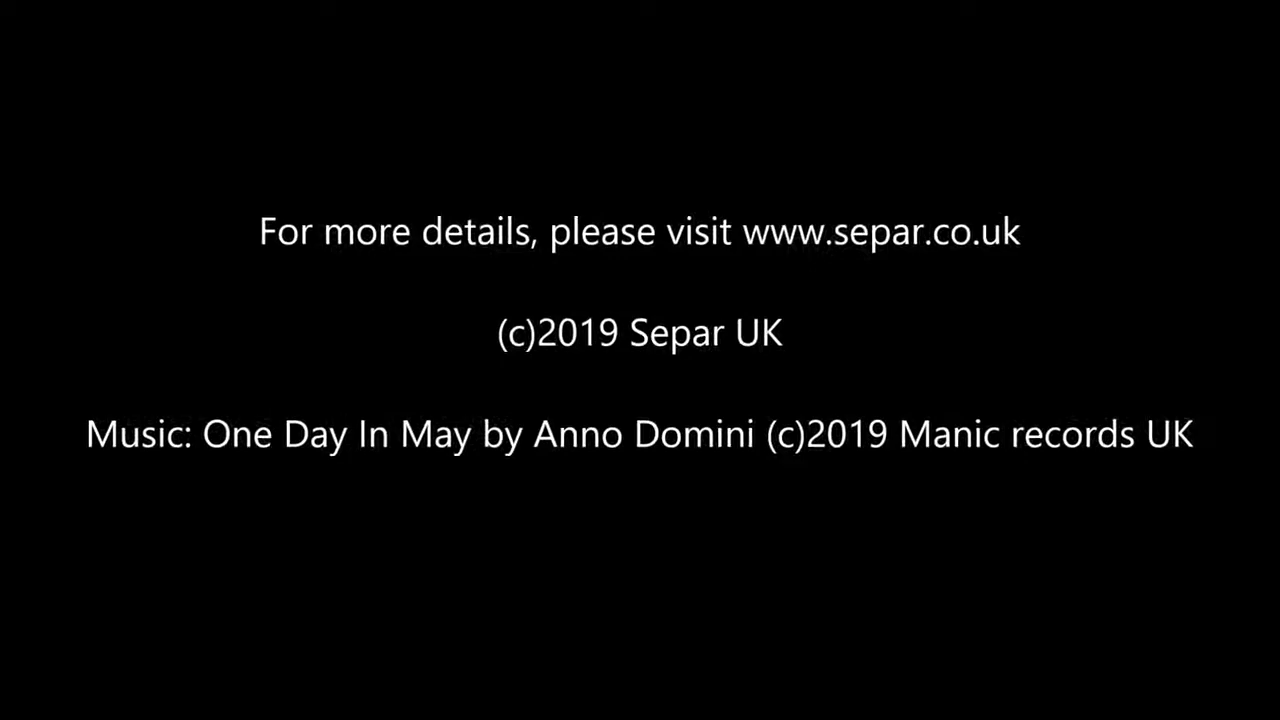 For more details, please visit www.separ.co.uk
(c)2019 Separ UK
Music: One Day In May by Anno Domini (c)2019 Manic records UK